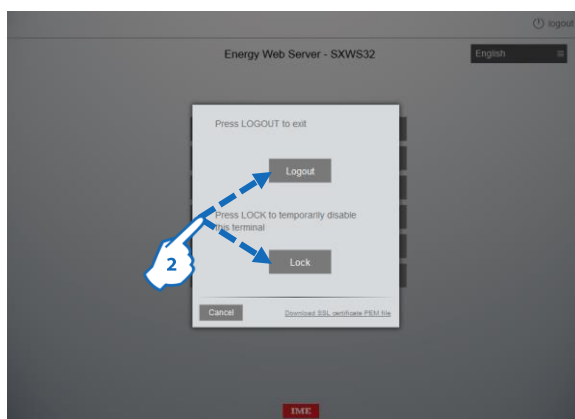 logout
Energy Web Server - SXWS32
English
Press LOGOUT to exit
Logout
Press LOCK to temporarily disable
this terminal
2
Lock
Cancel
Download SSL certificate PEM file
IME